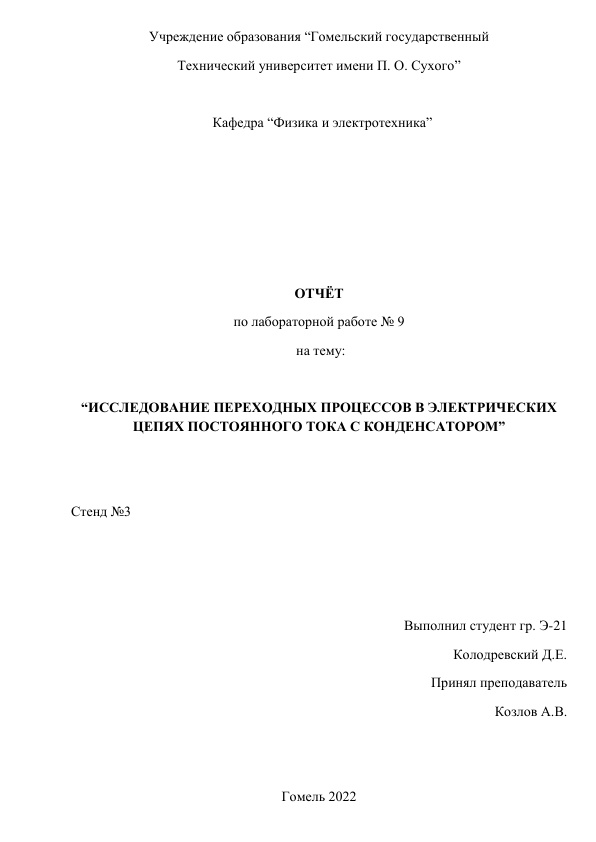 Учреждение образования “Гомельский государственный
Технический университет имени П. О. Сухого”
Кафедра “Физика и электротехника”
ОТЧЁТ
по лабораторной работе № 9
на тему:
“ИССЛЕДОВАНИЕ ПЕРЕХОДНЫХ ПРОЦЕССОВ В ЭЛЕКТРИЧЕСКИХ
ЦЕПЯХ ПОСТОЯННОГО ТОКА С КОНДЕНСАТОРОМ”
Стенд №3
Выполнил студент гр. Э-21
Колодревский Д.Е.
Принял преподаватель
Козлов А.В.
Гомель 2022